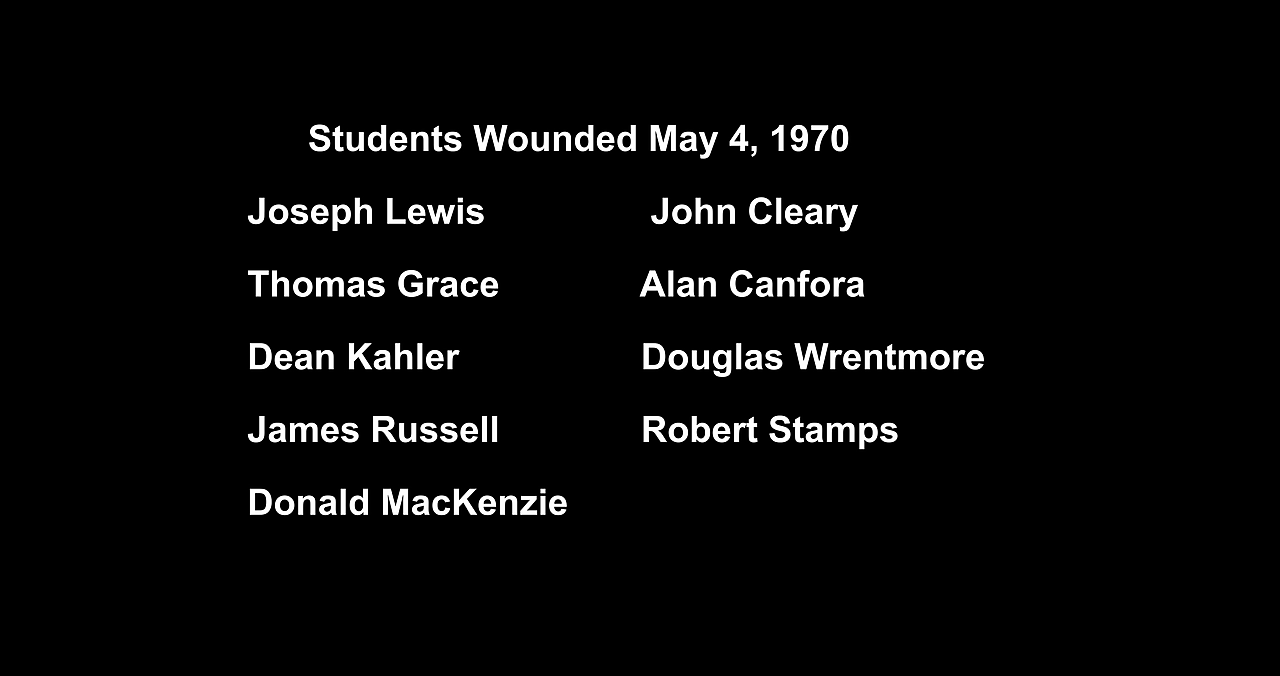 Students Wounded May 4, 1970
Joseph Lewis John Cleary
Thomas Grace Alan Canfora
Dean Kahler Douglas Wrentmore
James Russell Robert Stamps
Donald MacKenzie